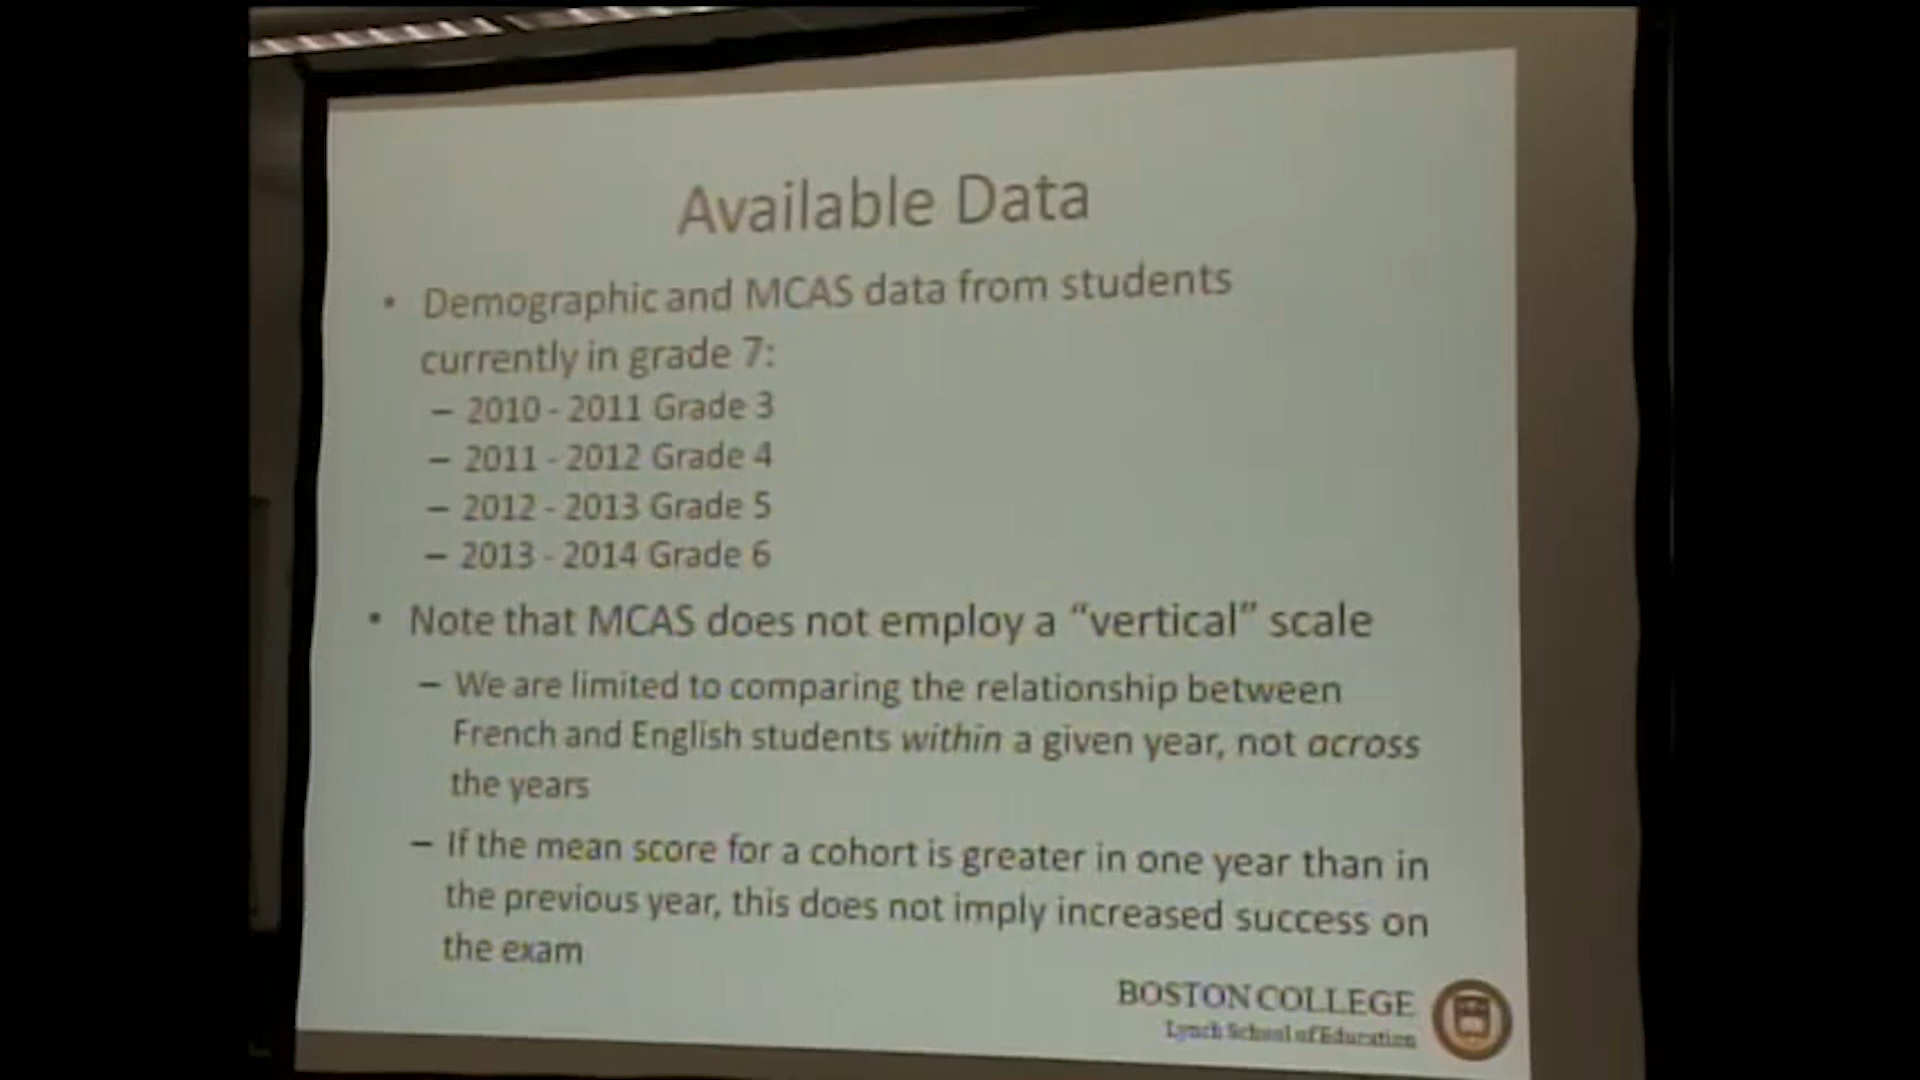 Available Data
• Demographic and MCAS data from students
currently in grade 7:
– 2010 - 2011 Grade 3
– 2011 - 2012 Grade 4
– 2012 - 2013 Grade 5
– 2013 - 2014 Grade 6
• Note that MCAS does not employ a “vertical” scale
– We are limited to comparing the relationship between
French and English students within a given year, not across
the years
– If the mean score for a cohort is greater in one year than in
the previous year, this does not imply increased success on
the exam
BOSTON COLLEGE
Lynch School of Education